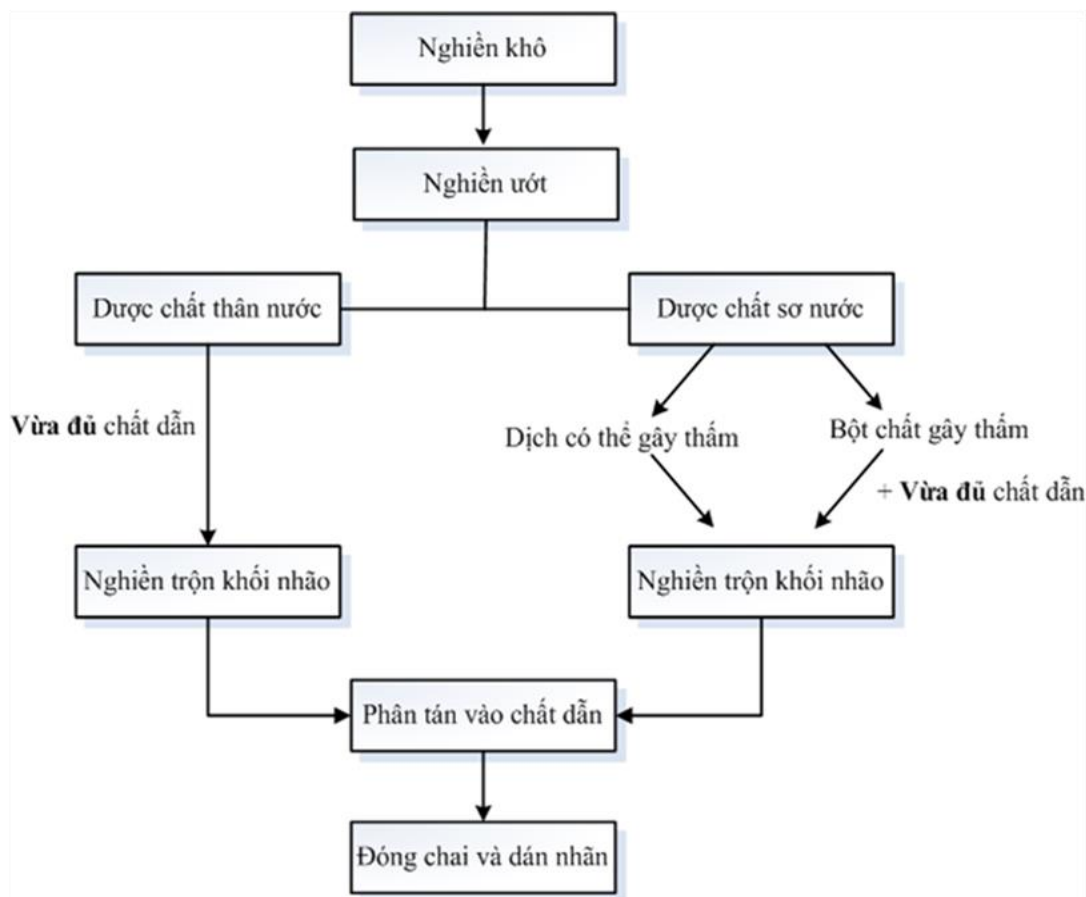 Nghiền khô
Nghiền ướt
Dược chất thân nước
Dược chất sơ nước
Vừa đủ chất dẫn
Dịch có thể gây thấm
Bột chất gây thấm
+ Vừa đủ chất dẫn
Nghiền trộn khối nhão
Nghiền trộn khối nhão
Phân tán vào chất dẫn
Đóng chai và dán nhãn